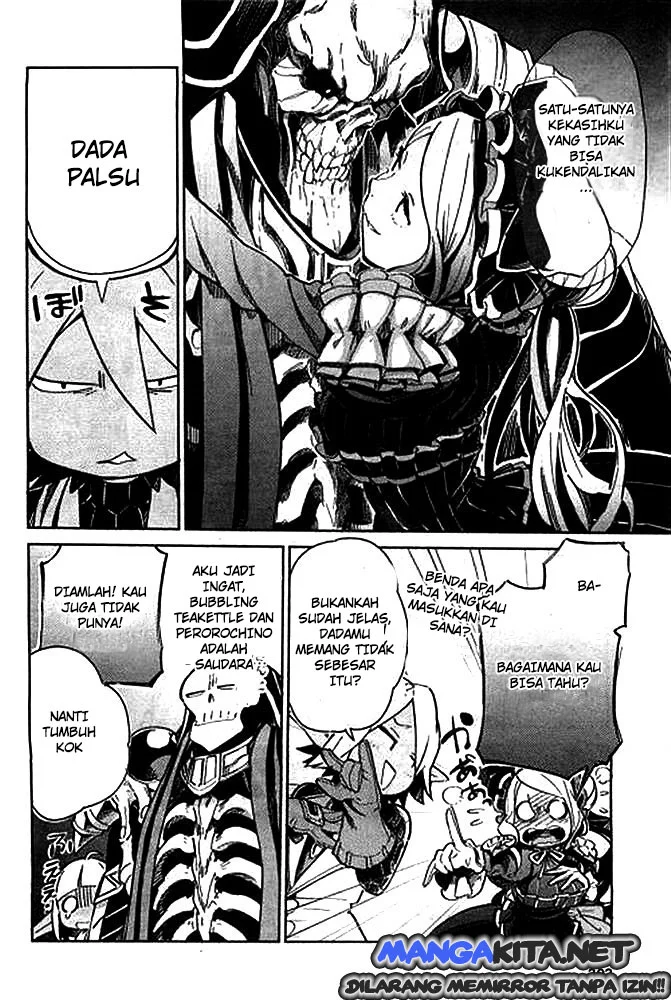 SATU-SATUNYA
KEKASIHKU
YANG TIDAK
BISA
KUKENDALIKAN
...
DADA
PALSU
ぼそ
BA-
BAGAIMANA KAU
BISA TAHU?
BENDA APA
SAJA YANG KAU
MASUKKAN DI
SANA?
BUKANKAH
SUDAH JELAS,
DADAMU
MEMANG TIDAK
SEBESAR
ITU?
AKU JADI
INGAT,
BUBBLING
TEAKETTLE DAN
PEROROCHINO
ADALAH
SAUDARA
DIAMLAH! KAU
JUGA TIDAK
PUNYA!
NANTI
TUMBUH
KOK
MANGAKITA.NET
DILARANG MEMIRROR TANPA IZIN!!